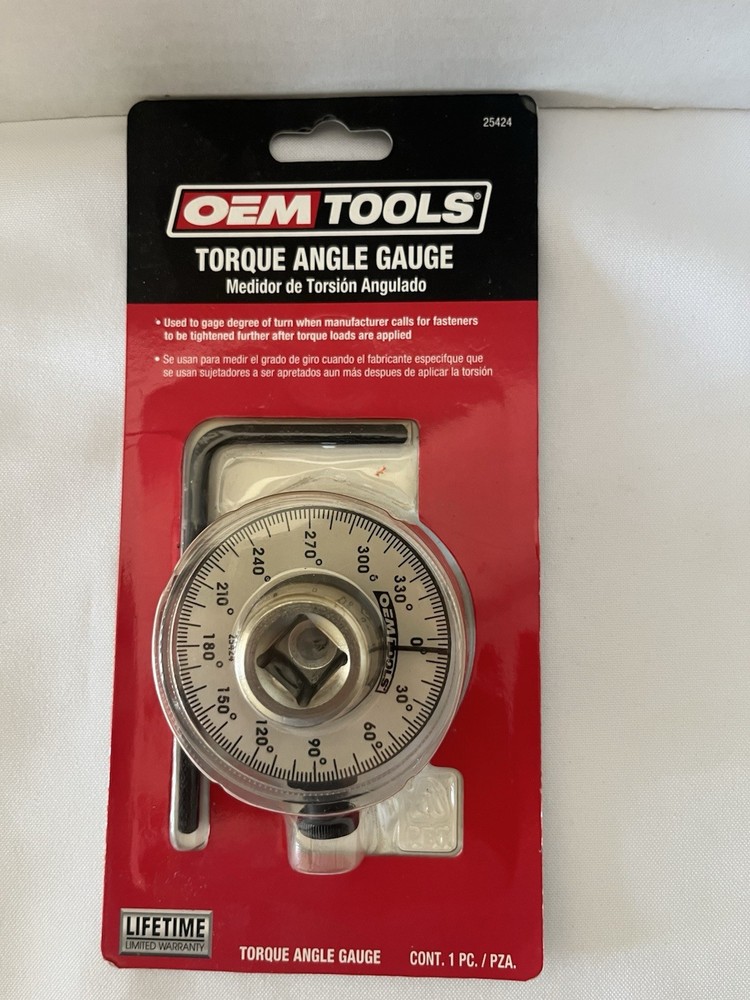 25424
OEM TOOLS®
TORQUE ANGLE GAUGE
Medidor de Torsión Angulado
• Used to gage degree of turn when manufacturer calls for fasteners
to be tightened further after torque loads are applied
• Se usan para medir el grado de giro cuando el fabricante especifque que
se usan sujetadores a ser apretados aun más despues de aplicar la torsión
270°
300°
330°
0°
30°
60°
90°
120°
150°
180°
210°
240°
OEM TOOLS
25424
LIFETIME
LIMITED WARRANTY
TORQUE ANGLE GAUGE
CONT. 1 PC. / PZA.